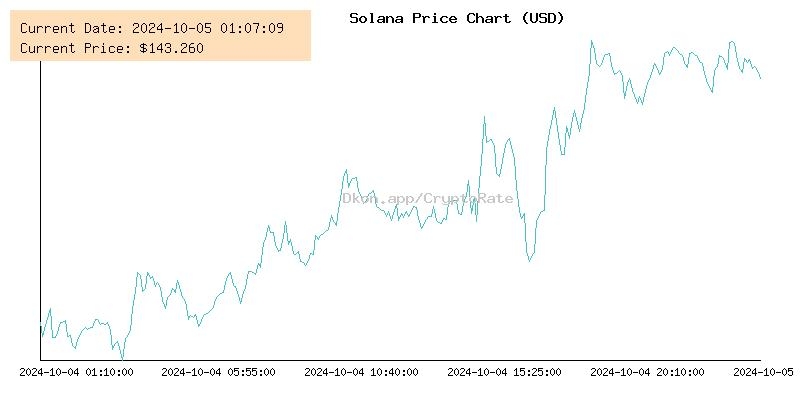 Solana Price Chart (USD)
Current Date: 2024-10-05 01:07:09
Current Price: $143.260
Dkon.app/CryptoRate
2024-10-04 01:10:00 2024-10-04 05:55:00 2024-10-04 10:40:00 2024-10-04 15:25:00 2024-10-04 20:10:00 2024-10-05